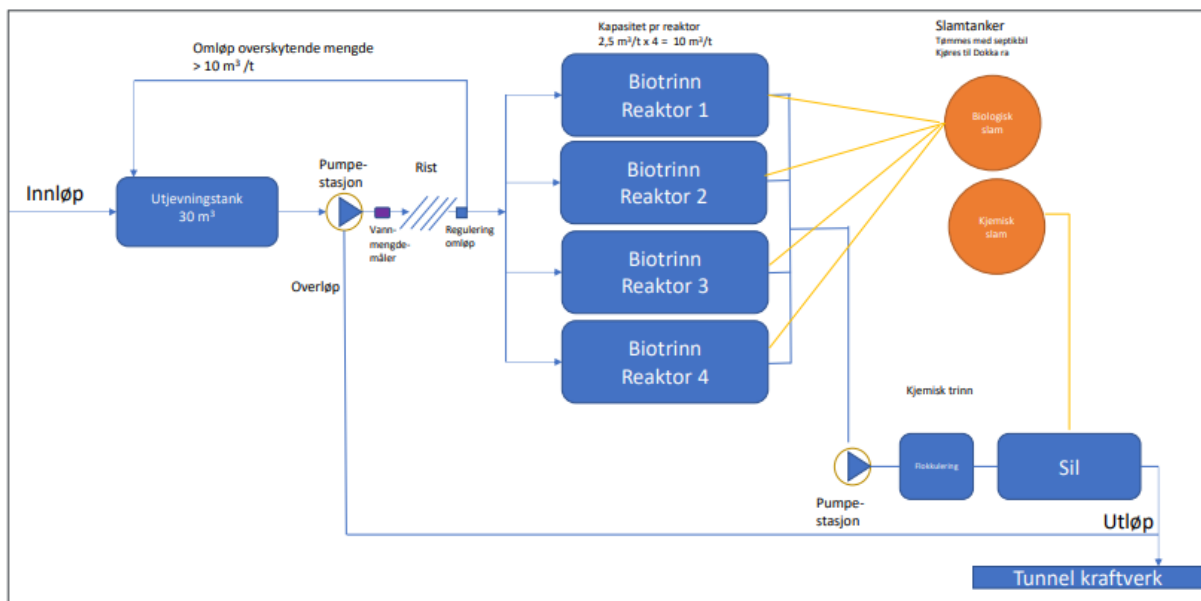 Omløp overskytende mengde
> 10 m³ /t
Kapasitet pr reaktor
2,5 m³/t x 4 = 10 m³/t
Slamtanker
Tømmes med septikbil
Kjøres til Dokka ra
Innløp
Utjevningstank
30 m³
Pumpe-
stasjon
Rist
Vann-
mengde-
måler
Regulering
omløp
Overløp
Biotrinn
Reaktor 1
Biotrinn
Reaktor 2
Biotrinn
Reaktor 3
Biotrinn
Reaktor 4
Biologisk
slam
Kjemisk
slam
Kjemisk trinn
Pumpe-
stasjon
Flokkulering
Sil
Utløp
Tunnel kraftverk